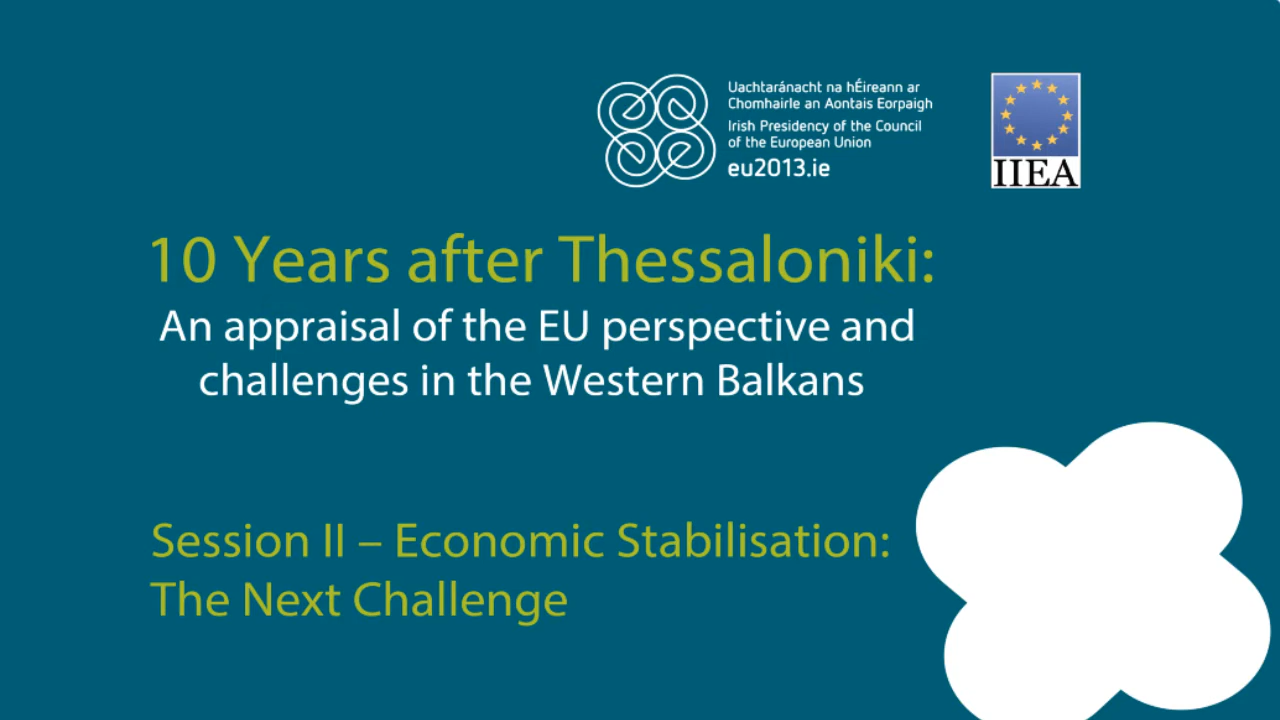 Uachtaránacht na hÉireann ar
Chomhairle an Aontais Eorpaigh
Irish Presidency of the Council
of the European Union
eu2013.ie
IIEA
10 Years after Thessaloniki:
An appraisal of the EU perspective and
challenges in the Western Balkans
Session II – Economic Stabilisation:
The Next Challenge